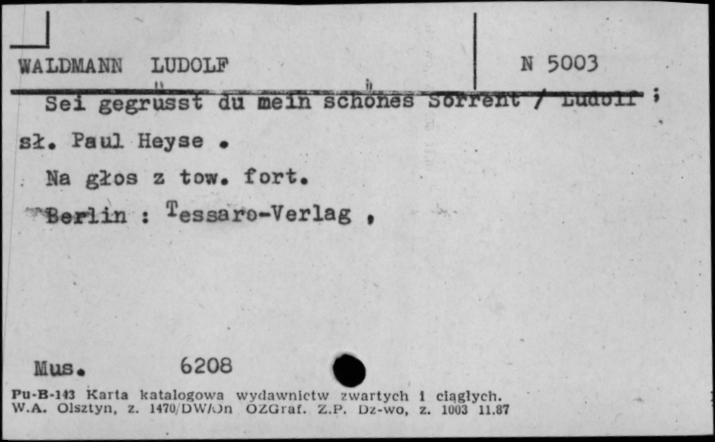 WALDMANN LUDOLF N 5003
Sei gegrüsst du mein schönes Sorrent / Ludolf ;
sł. Paul Heyse .
Na głos z tow. fort.
Berlin : Tessaro-Verlag ,
Mus. 6208
Pu-B-143 Karta katalogowa wydawnictw zwartych i ciągłych.
W.A. Olsztyn, z. 1470/DW/On OZGraf. Z.P. Dz-wo, z. 1003 11.87